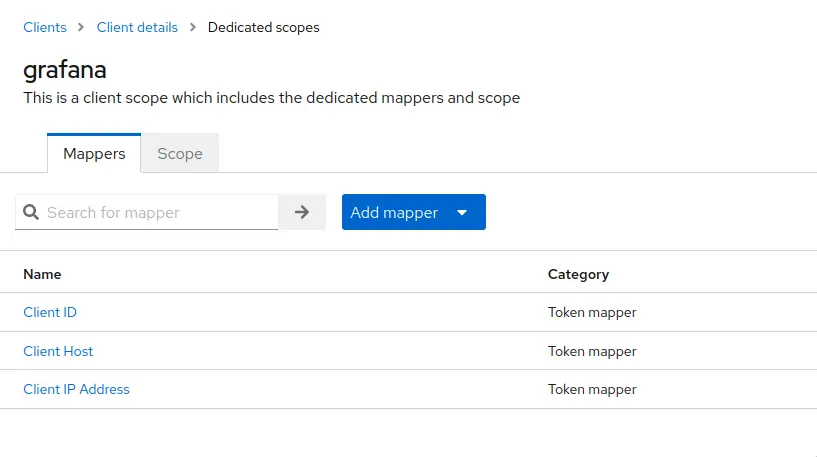 Clients > Client details > Dedicated scopes
grafana
This is a client scope which includes the dedicated mappers and scope
Mappers Scope
Search for mapper Add mapper
Name Category
Client ID Token mapper
Client Host Token mapper
Client IP Address Token mapper